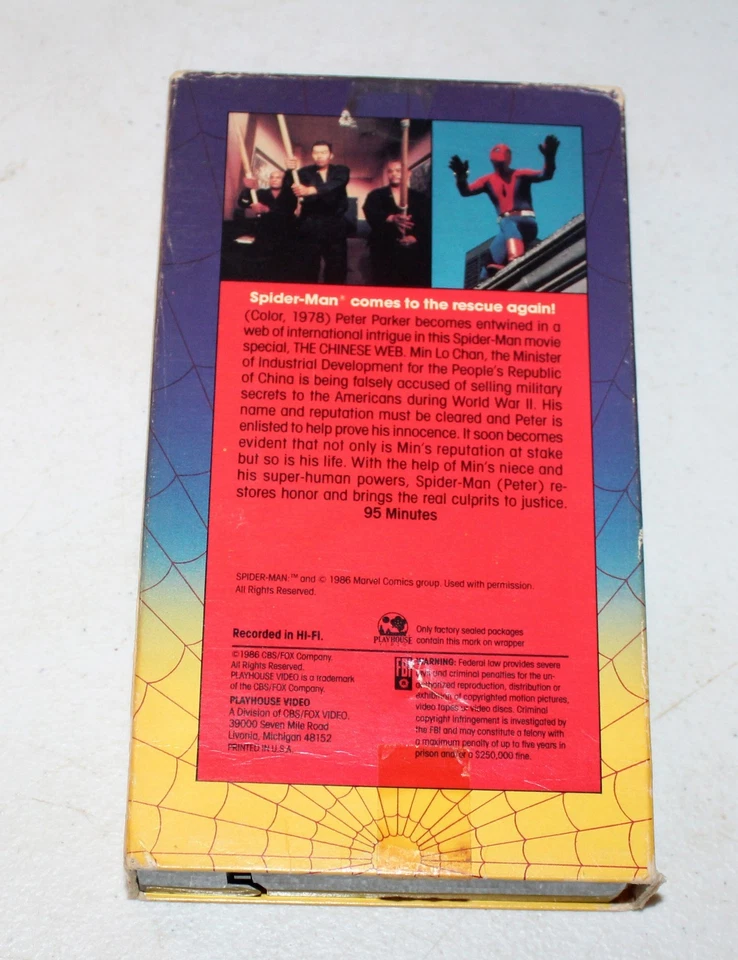 Spider-Man® comes to the rescue again!
(Color, 1978) Peter Parker becomes entwined in a
web of international intrigue in this Spider-Man movie
special, THE CHINESE WEB. Min Lo Chan, the Minister
of Industrial Development for the People's Republic
of China is being falsely accused of selling military
secrets to the Americans during World War II. His
name and reputation must be cleared and Peter is
enlisted to help prove his innocence. It soon becomes
evident that not only is Min's reputation at stake
but so is his life. With the help of Min's niece and
his super-human powers, Spider-Man (Peter) re-
stores honor and brings the real culprits to justice.
95 Minutes
SPIDER-MAN:™ and © 1986 Marvel Comics group. Used with permission.
All Rights Reserved.
Recorded in HI-FI.
PLAYHOUSE
Only factory sealed packages
contain this mark on wrapper
©1986 CBS/FOX Company.
All Rights Reserved.
PLAYHOUSE VIDEO is a trademark
of the CBS/FOX Company.
PLAYHOUSE VIDEO
A Division of CBS/FOX VIDEO.
39000 Seven Mile Road
Livonia, Michigan 48152
PRINTED IN U.S.A.
FBI
WARNING: Federal law provides severe
civil and criminal penalties for the un-
authorized reproduction, distribution or
exhibition of copyrighted motion pictures,
video tapes or video discs. Criminal
copyright infringement is investigated by
the FBI and may constitute a felony with
a maximum penalty of up to five years in
prison and/or a $250,000 fine.